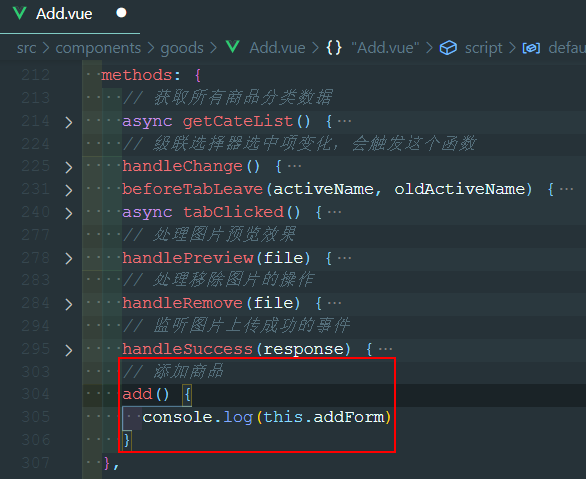 Add.vue
src > components > goods > Add.vue > {} "Add.vue" > script > defau
212 methods: {
213 // 获取所有商品分类数据
214 async getCateList() {…
224 // 级联选择器选中项变化，会触发这个函数
225 handleChange() {…
231 beforeTabLeave(activeName, oldActiveName) {…
240 async tabClicked() {…
277 // 处理图片预览效果
278 handlePreview(file) {…
283 // 处理移除图片的操作
284 handleRemove(file) {…
294 // 监听图片上传成功的事件
295 handleSuccess(response) {…
303 // 添加商品
304 add() {
305 console.log(this.addForm)
306 }
307 },